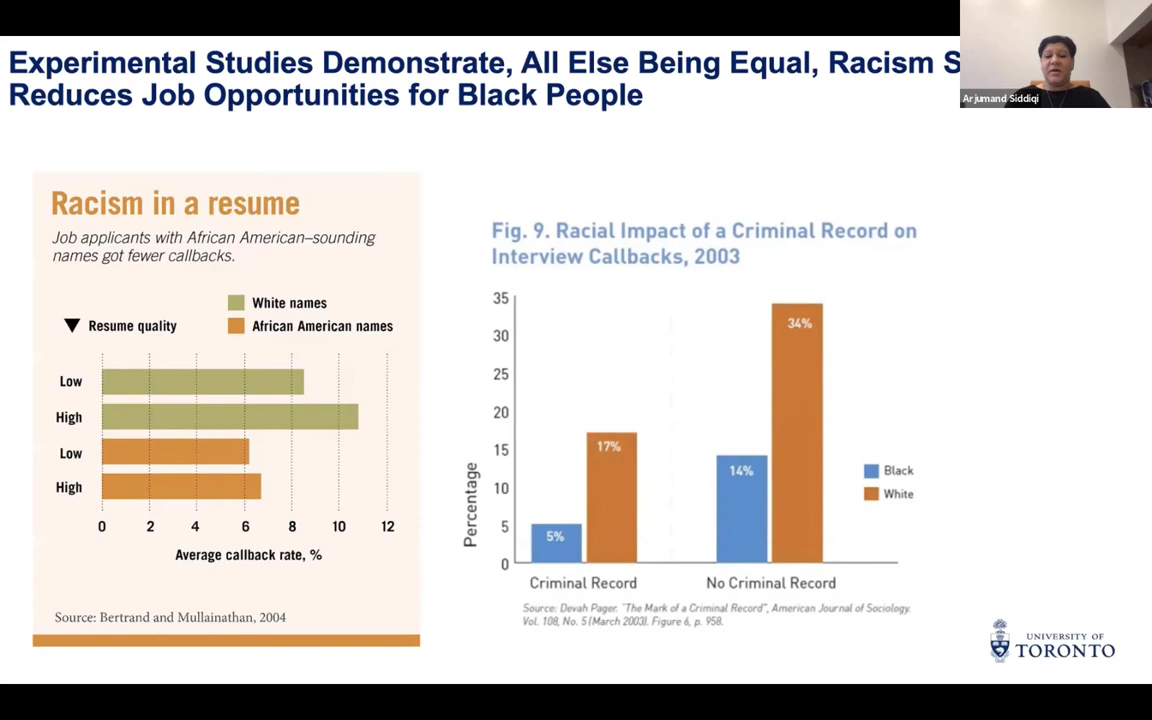 Experimental Studies Demonstrate, All Else Being Equal, Racism S
Reduces Job Opportunities for Black People
Arjumand Siddiqi
Racism in a resume
Job applicants with African American–sounding
names got fewer callbacks.
White names
▼ Resume quality
African American names
Low
High
Low
High
0 2 4 6 8 10 12
Average callback rate, %
Source: Bertrand and Mullainathan, 2004
Fig. 9. Racial Impact of a Criminal Record on
Interview Callbacks, 2003
Percentage
35
30
25
20
15
10
5
0
5%
17%
14%
34%
Criminal Record
No Criminal Record
Black
White
Source: Devah Pager. "The Mark of a Criminal Record", American Journal of Sociology.
Vol. 108, No. 5 (March 2003). Figure 6, p. 958.
UNIVERSITY OF
TORONTO